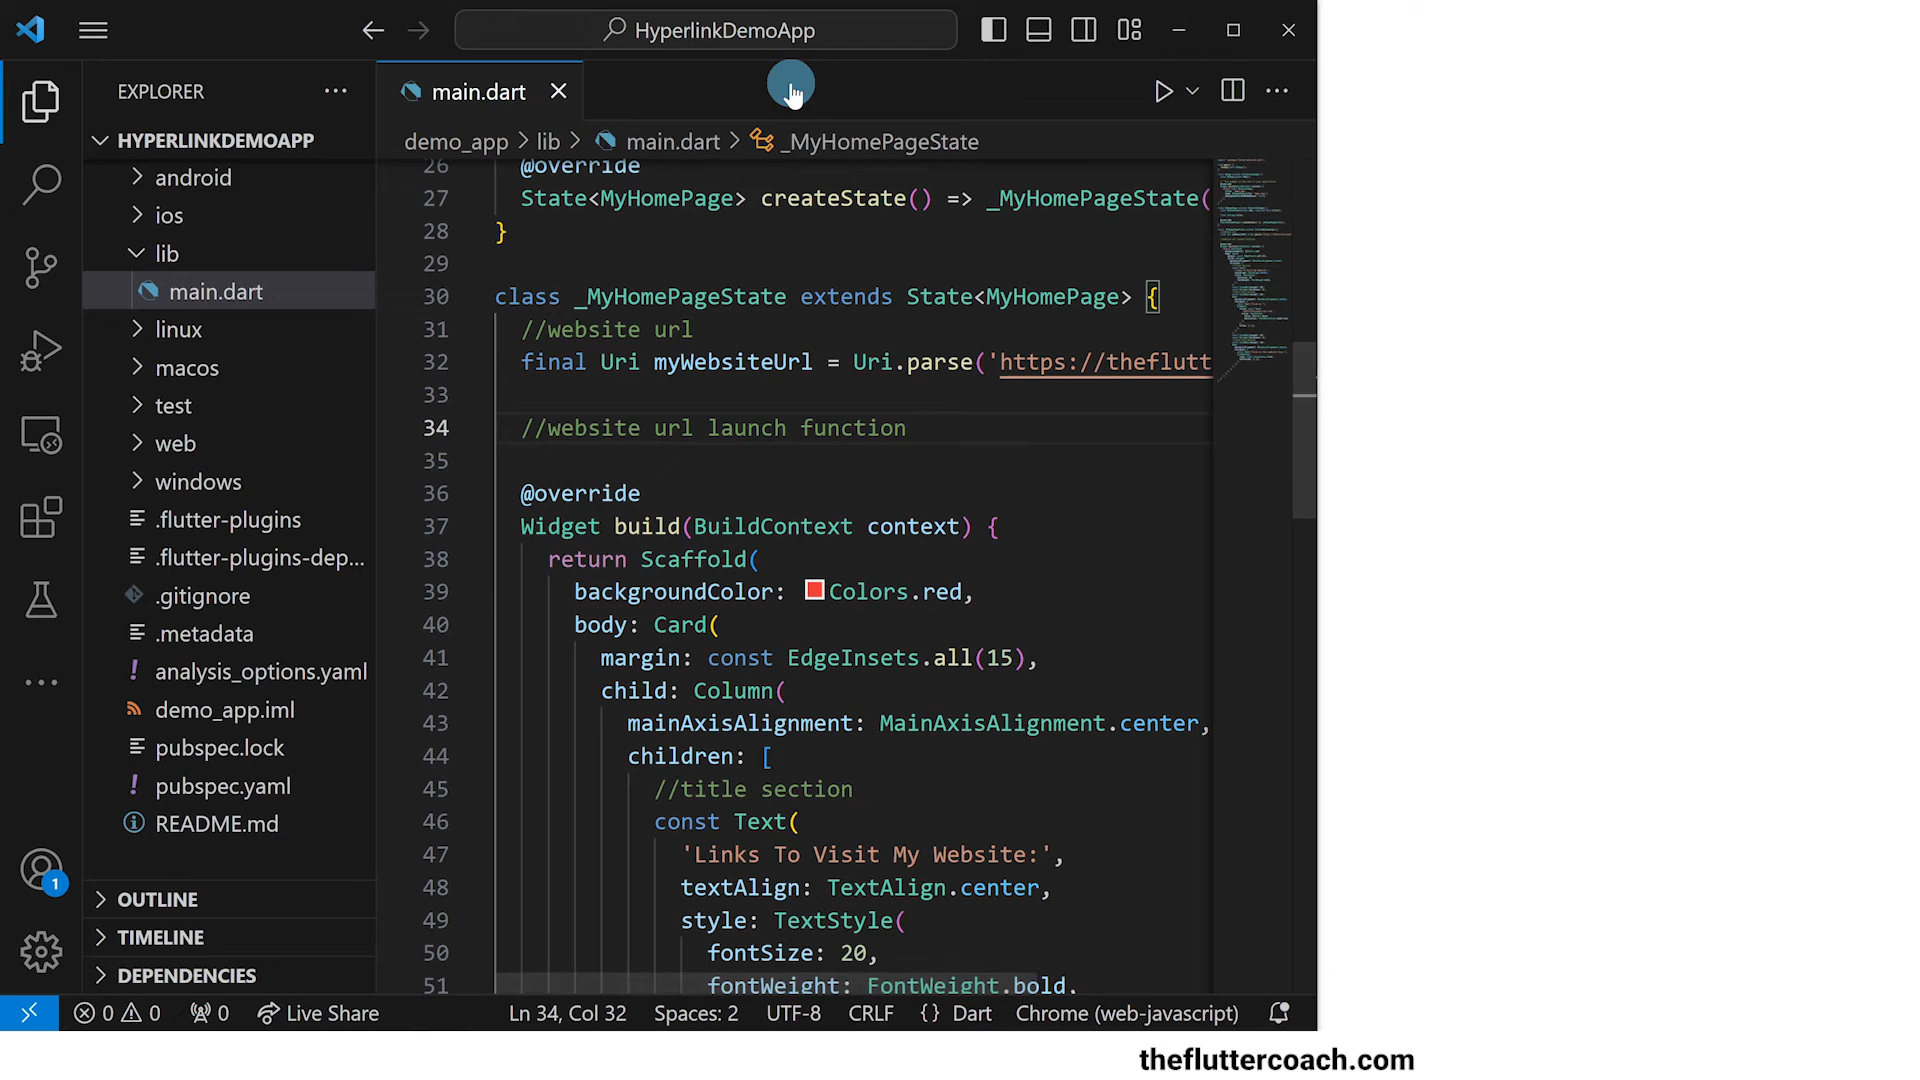 HyperlinkDemoApp
EXPLORER
main.dart
HYPERLINKDEMOAPP
demo_app > lib > main.dart > _MyHomePageState
android
ios
lib
main.dart
linux
macos
test
web
windows
.flutter-plugins
.flutter-plugins-dep...
.gitignore
.metadata
analysis_options.yaml
demo_app.iml
pubspec.lock
pubspec.yaml
README.md
1
OUTLINE
TIMELINE
DEPENDENCIES
26 @override
27 State<MyHomePage> createState() => _MyHomePageState(
28 }
29
30 class _MyHomePageState extends State<MyHomePage> {
31 //website url
32 final Uri myWebsiteUrl = Uri.parse('https://theflutt
33
34 //website url launch function
35
36 @override
37 Widget build(BuildContext context) {
38 return Scaffold(
39 backgroundColor: Colors.red,
40 body: Card(
41 margin: const EdgeInsets.all(15),
42 child: Column(
43 mainAxisAlignment: MainAxisAlignment.center,
44 children: [
45 //title section
46 const Text(
47 'Links To Visit My Website:',
48 textAlign: TextAlign.center,
49 style: TextStyle(
50 fontSize: 20,
51 fontWeight: FontWeight.bold,
0 0 0 Live Share Ln 34, Col 32 Spaces: 2 UTF-8 CRLF {} Dart Chrome (web-javascript)
thefluttercoach.com